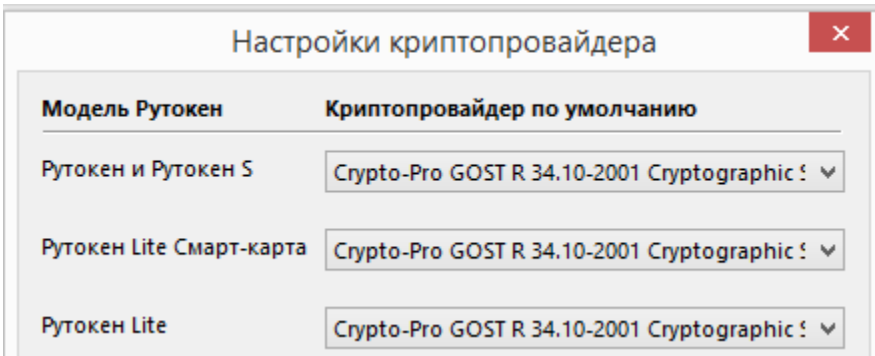 Настройки криптопровайдера
Модель Рутокен Криптопровайдер по умолчанию
Рутокен и Рутокен S Crypto-Pro GOST R 34.10-2001 Cryptographic
Рутокен Lite Смарт-карта Crypto-Pro GOST R 34.10-2001 Cryptographic
Рутокен Lite Crypto-Pro GOST R 34.10-2001 Cryptographic